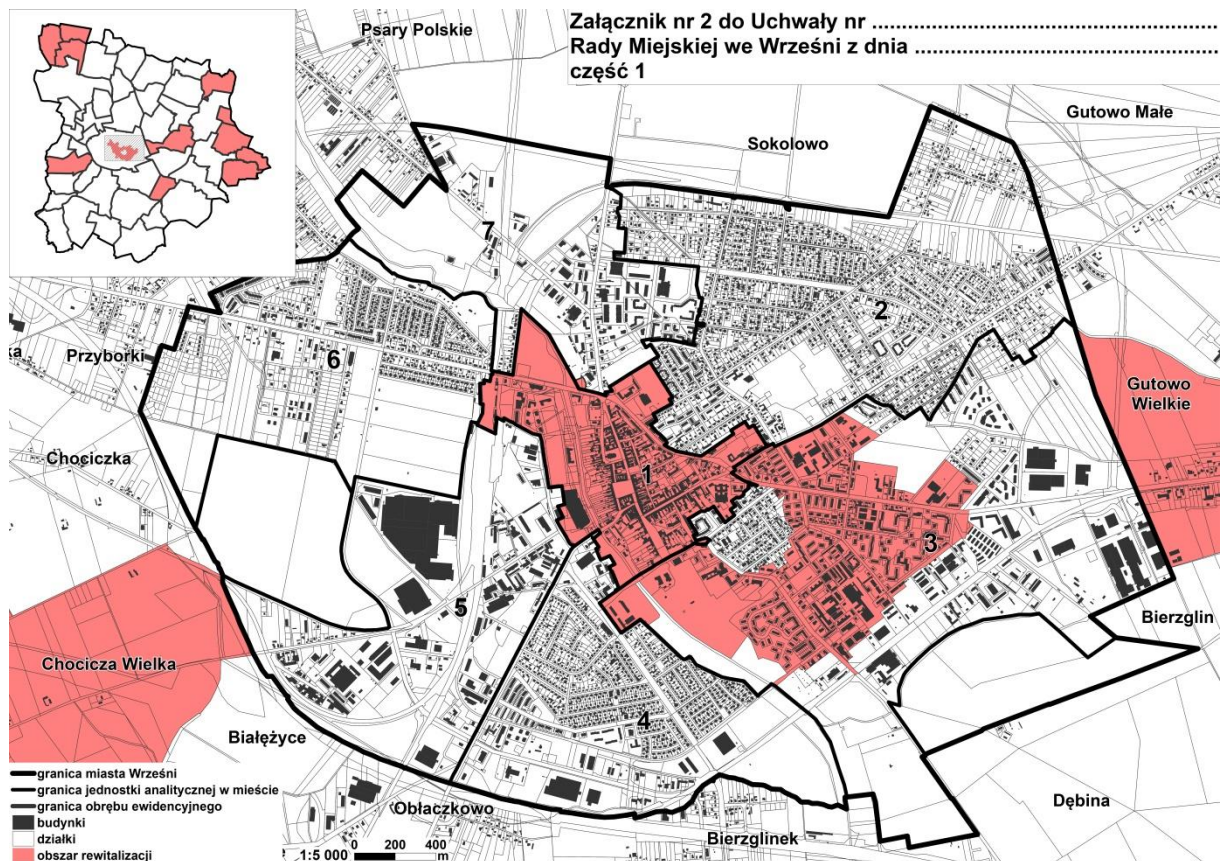 Załącznik nr 2 do Uchwały nr ......................................................
Rady Miejskiej we Wrześni z dnia ...............................................
część 1
Psary Polskie
Gutowo Małe
Sokolowo
7
2
6
Przyborki
Gutowo
Wielkie
Chociczka
1
3
5
Bierzglin
Chocicza Wielka
4
Białężyce
Dębina
Obłaczkowo
Bierzglinek
granica miasta Wrześni
granica jednostki analitycznej w mieście
granica obrębu ewidencyjnego
budynki
działki
obszar rewitalizacji
1:5 000 0 200 400
m